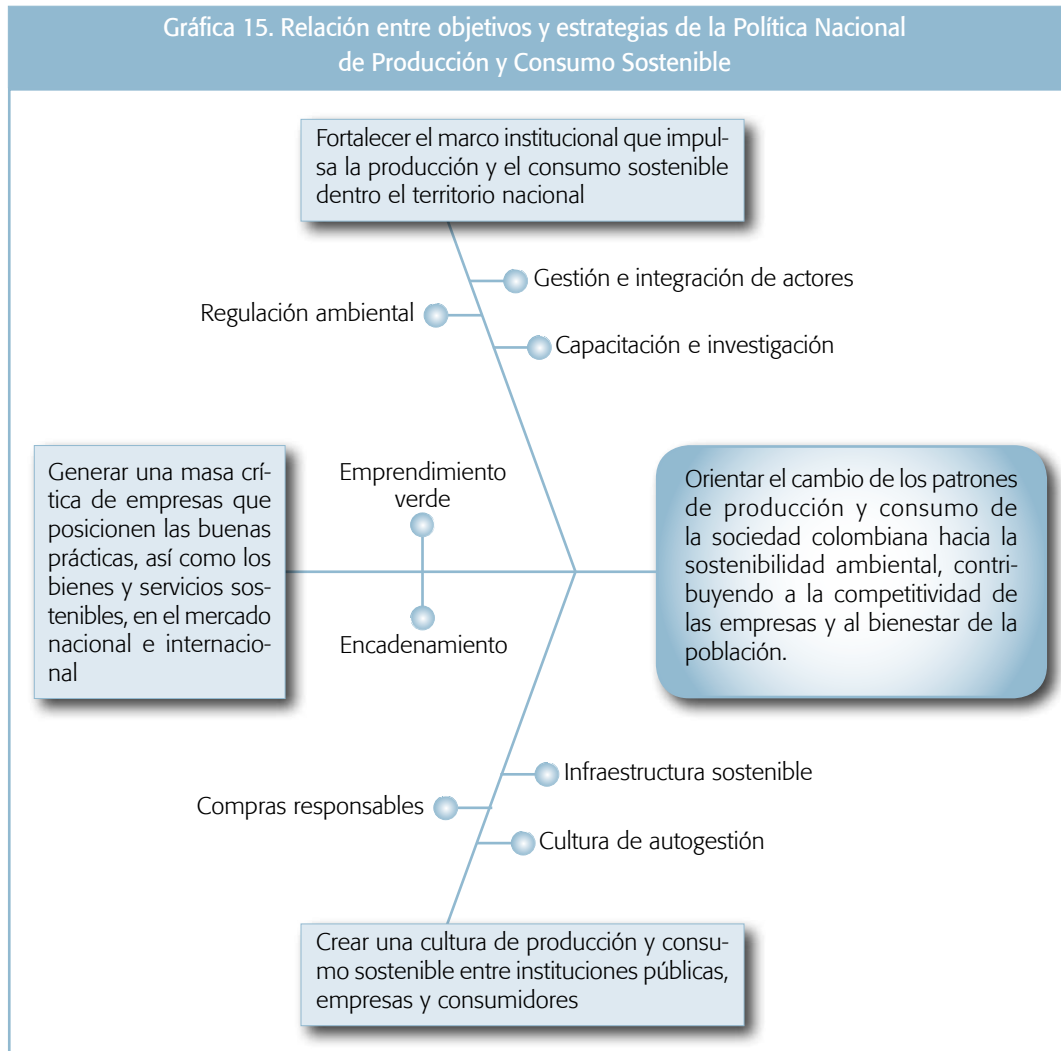 Gráfica 15. Relación entre objetivos y estrategias de la Política Nacional
de Producción y Consumo Sostenible
Fortalecer el marco institucional que impul-
sa la producción y el consumo sostenible
dentro el territorio nacional
Gestión e integración de actores
Regulación ambiental
Capacitación e investigación
Generar una masa crí-
tica de empresas que
posicionen las buenas
prácticas, así como los
bienes y servicios sos-
tenibles, en el mercado
nacional e internacio-
nal
Emprendimiento
verde
Encadenamiento
Orientar el cambio de los patrones
de producción y consumo de
la sociedad colombiana hacia la
sostenibilidad ambiental, contri-
buyendo a la competitividad de
las empresas y al bienestar de la
población.
Infraestructura sostenible
Compras responsables
Cultura de autogestión
Crear una cultura de producción y consu-
mo sostenible entre instituciones públicas,
empresas y consumidores